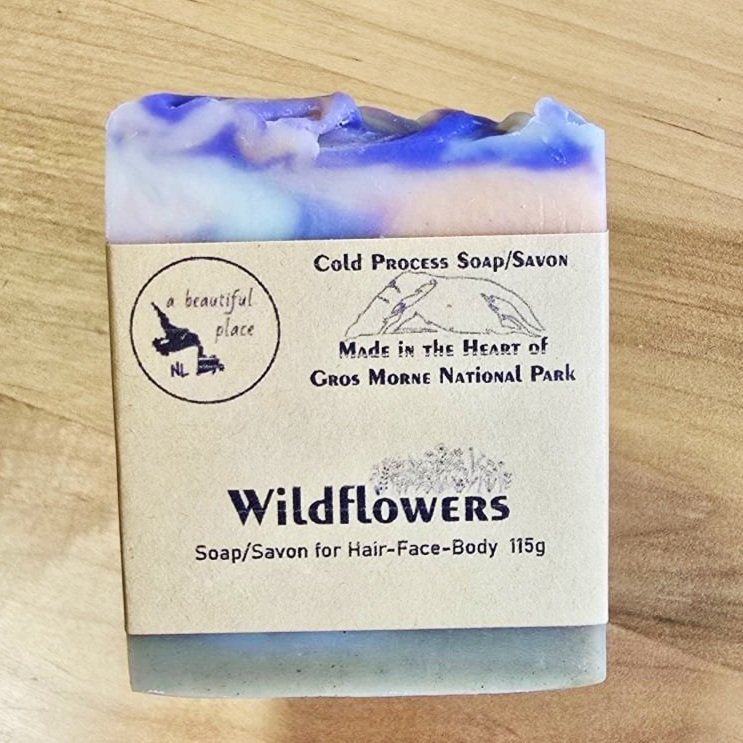 a beautiful
place
NL
Cold Process Soap/Savon
Made in the Heart of
Gros Morne National Park
Wildflowers
Soap/Savon for Hair-Face-Body 115g